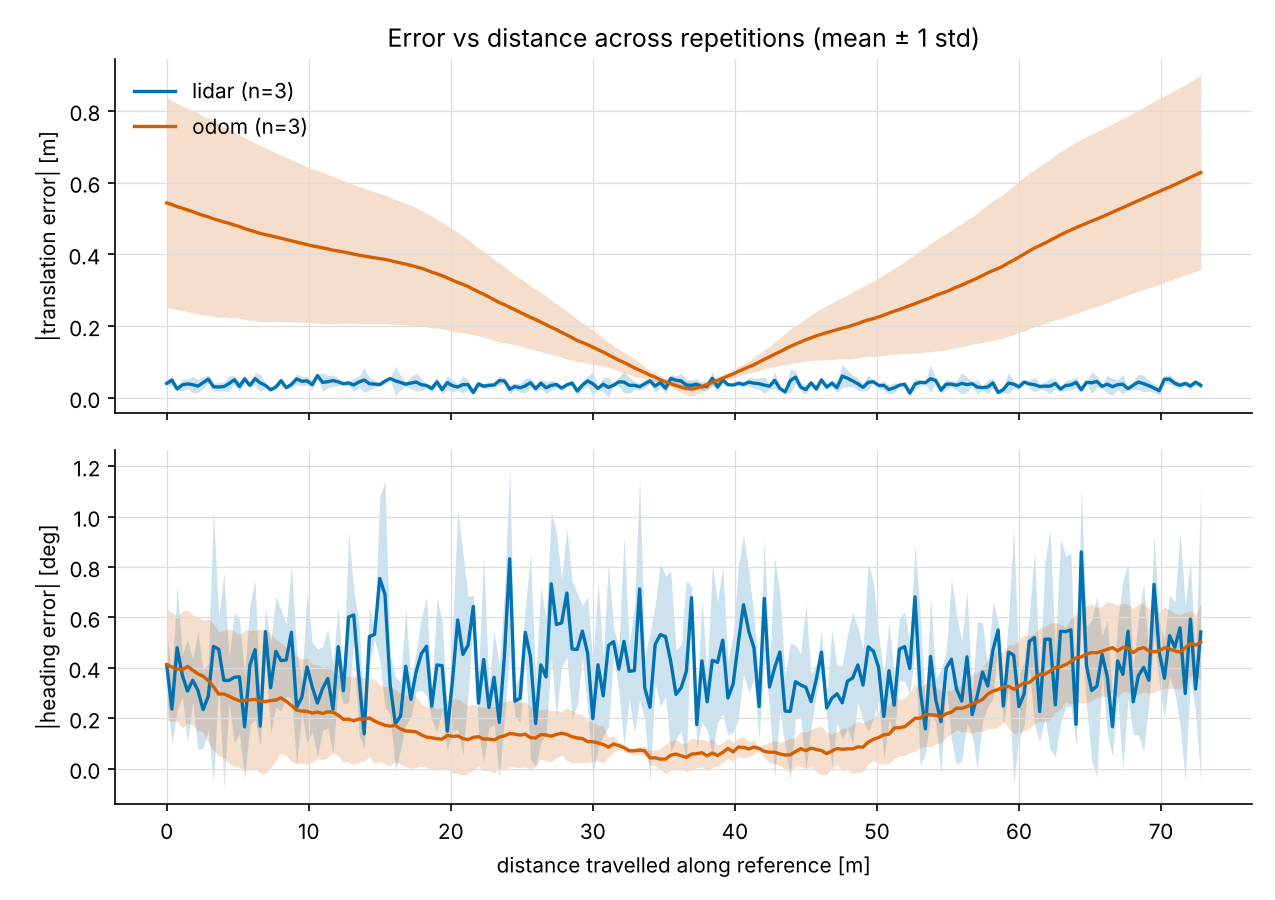 Error vs distance across repetitions (mean ± 1 std)
lidar (n=3)
odom (n=3)
|translation error| [m]
0.8
0.6
0.4
0.2
0.0
|heading error| [deg]
1.2
1.0
0.8
0.6
0.4
0.2
0.0
0 10 20 30 40 50 60 70
distance travelled along reference [m]